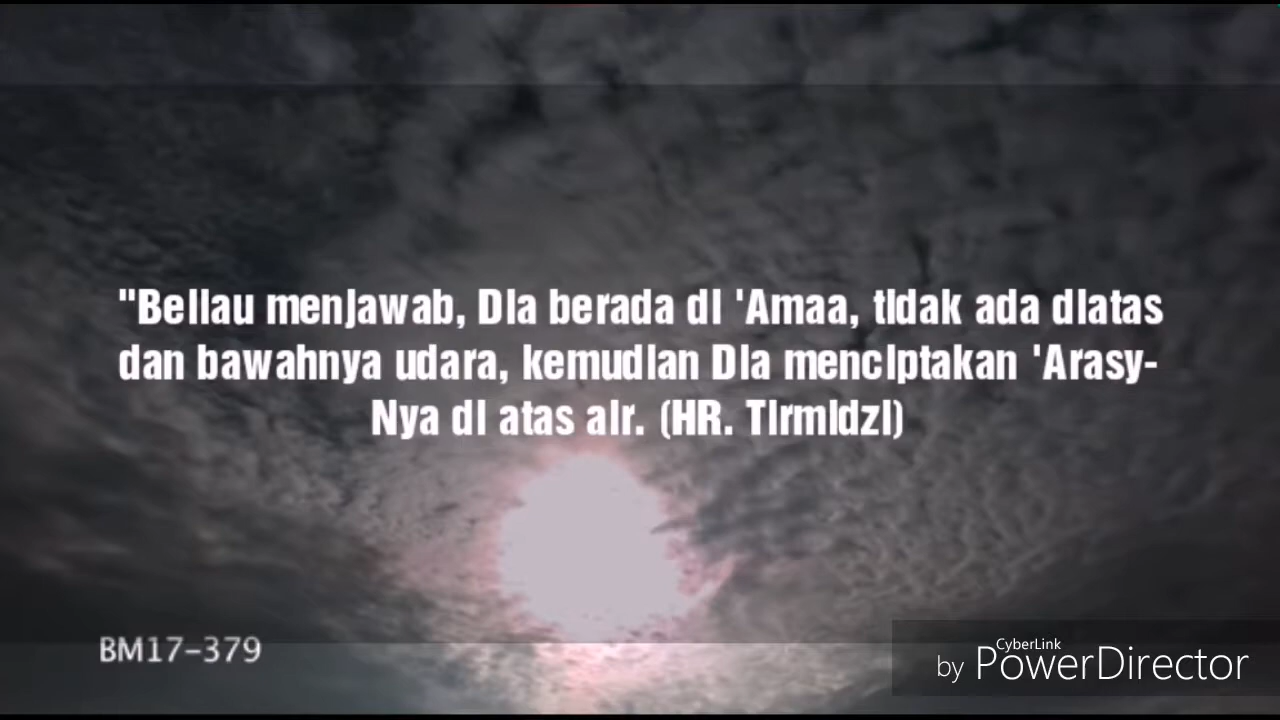 "Beliau menjawab, Dia berada di 'Amaa, tidak ada diatas
dan bawahnya udara, kemudian Dia menciptakan 'Arasy-
Nya di atas air. (HR. Tirmidzi)
BM17-379
CyberLink
by PowerDirector